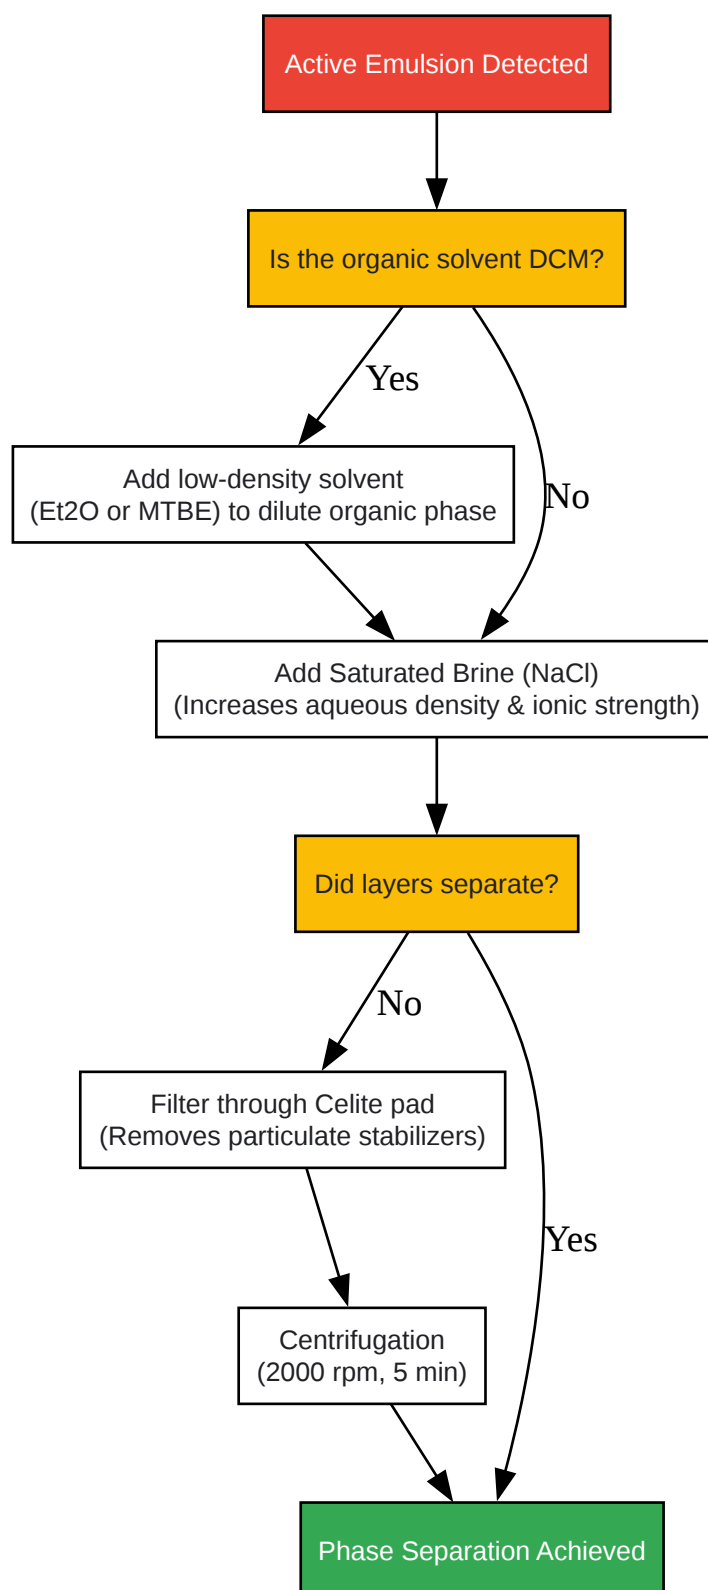 Active Emulsion Detected
Is the organic solvent DCM?
Yes
Add low-density solvent
(Et2O or MTBE) to dilute organic phase
No
Add Saturated Brine (NaCl)
(Increases aqueous density & ionic strength)
Did layers separate?
No
Filter through Celite pad
(Removes particulate stabilizers)
Yes
Centrifugation
(2000 rpm, 5 min)
Phase Separation Achieved